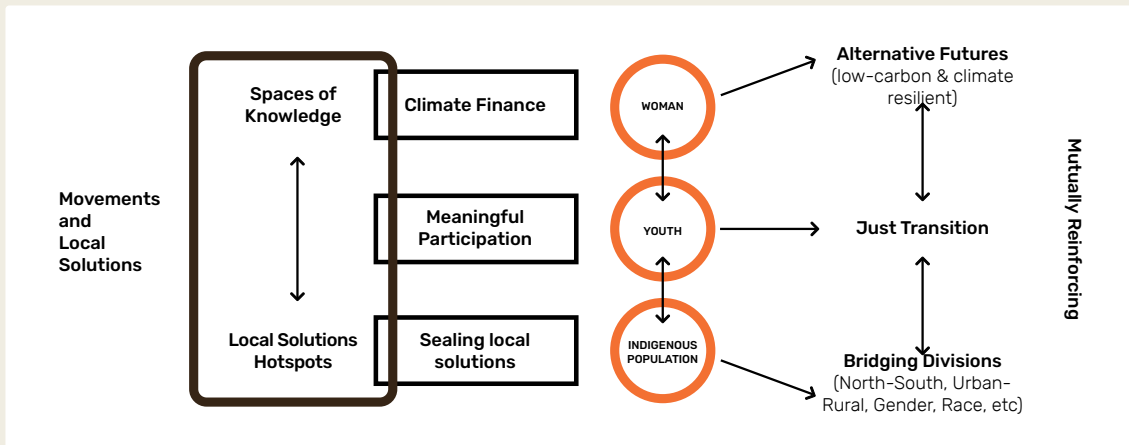 Movements
and
Local
Solutions
Spaces of
Knowledge
Local Solutions
Hotspots
Climate Finance
Meaningful
Participation
Sealing local
solutions
WOMAN
YOUTH
INDIGENOUS
POPULATION
Alternative Futures
(low-carbon & climate
resilient)
Just Transition
Bridging Divisions
(North-South, Urban-
Rural, Gender, Race, etc)
Mutually Reinforcing